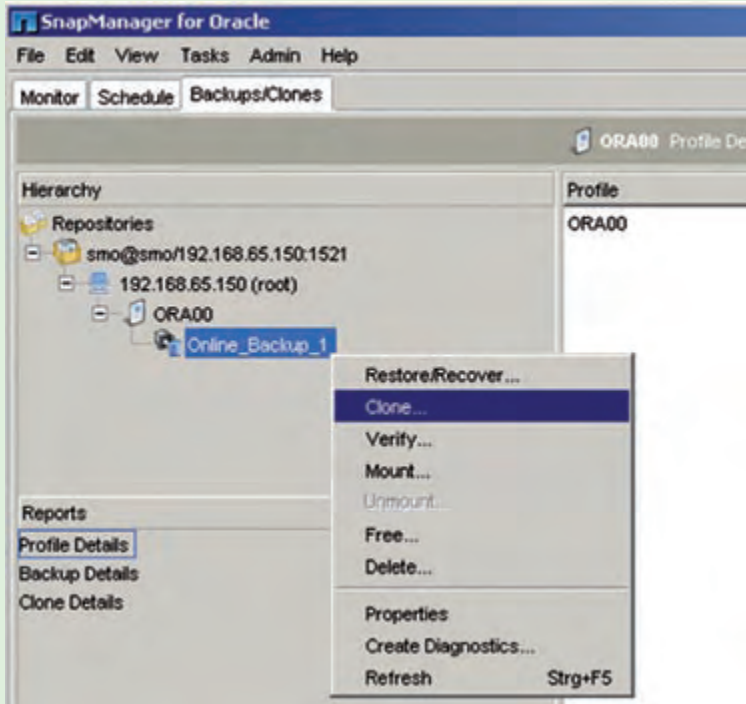 SnapManager for Oracle
File Edit View Tasks Admin Help
Monitor Schedule Backups/Clones
ORA00 Profile De
Hierarchy
Profile
Repositories
ORA00
smo@smo/192.168.65.150:1521
192.168.65.150 (root)
ORA00
Online_Backup_1
Restore/Recover...
Clone...
Verify...
Mount...
Unmount...
Free...
Delete...
Properties
Create Diagnostics...
Refresh Strg+F5
Reports
Profile Details
Backup Details
Clone Details